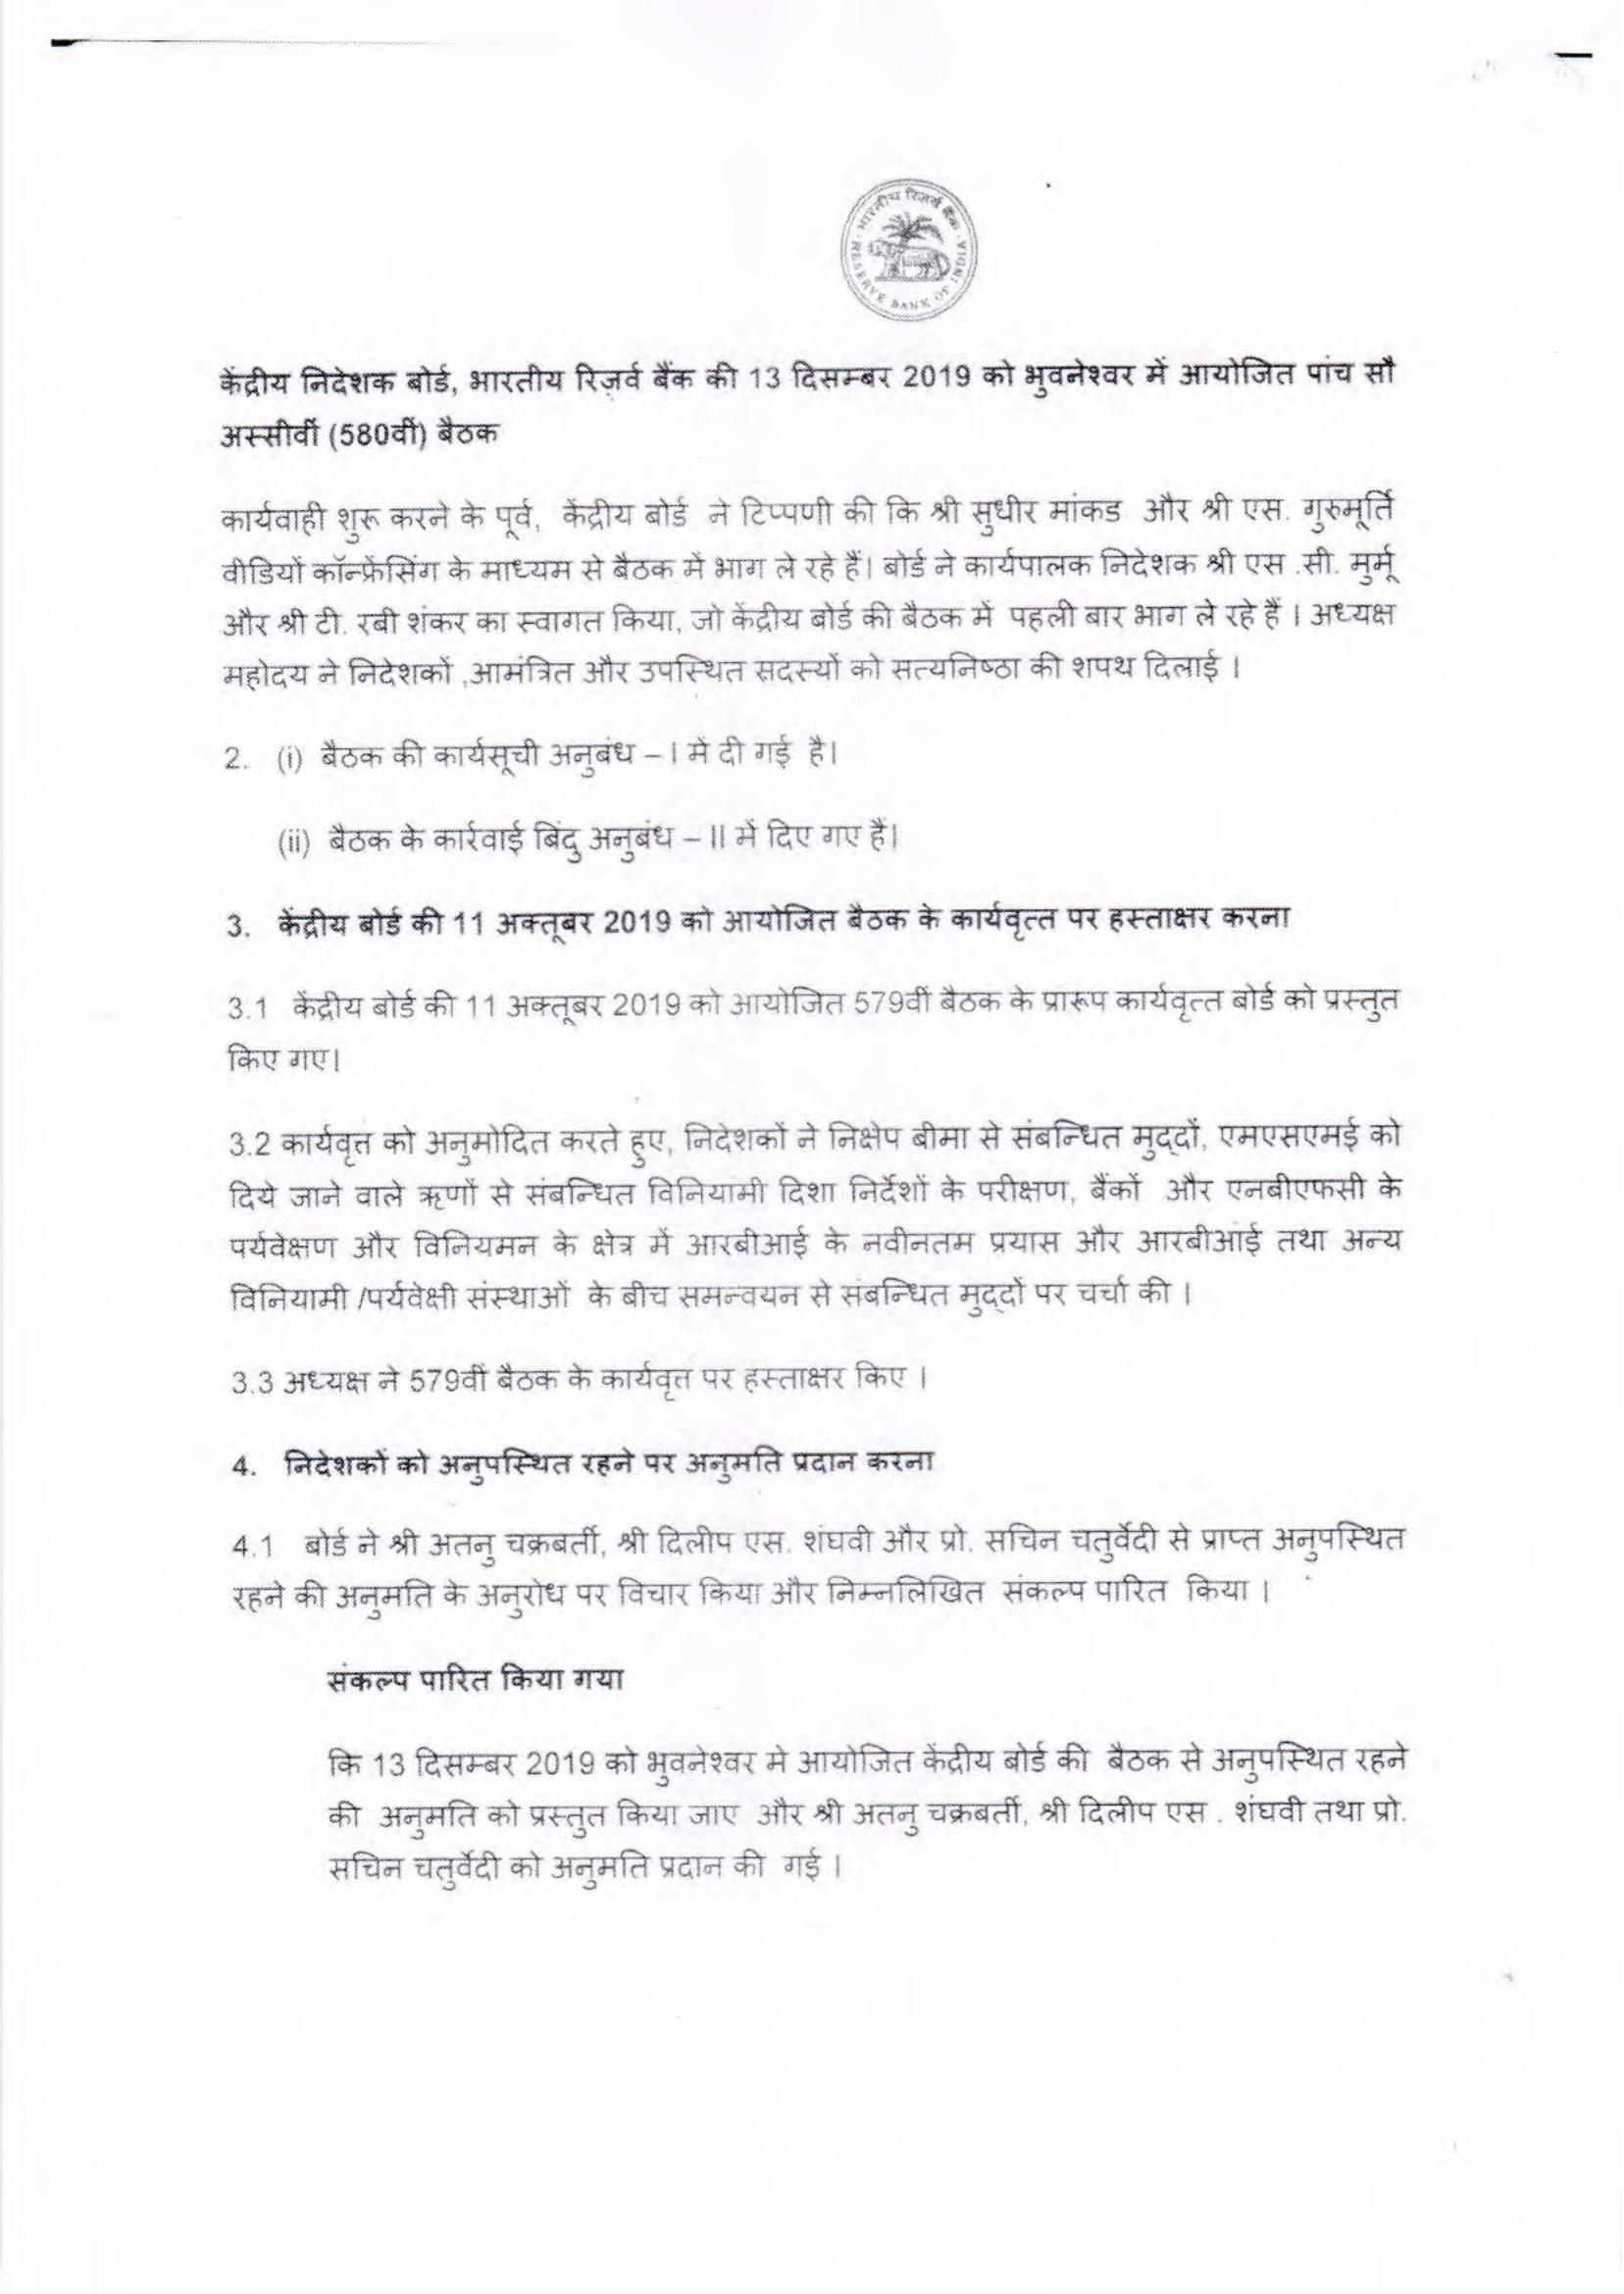 भारतीय रिज़र्व बैंक
RESERVE BANK OF INDIA
केंद्रीय निदेशक बोर्ड, भारतीय रिज़र्व बैंक की 13 दिसम्बर 2019 को भुवनेश्वर में आयोजित पांच सौ
अस्सीवीं (580वीं) बैठक
कार्यवाही शुरू करने के पूर्व, केंद्रीय बोर्ड ने टिप्पणी की कि श्री सुधीर मांकड और श्री एस. गुरुमूर्ति
वीडियों कॉन्फ्रेंसिंग के माध्यम से बैठक में भाग ले रहे हैं। बोर्ड ने कार्यपालक निदेशक श्री एस .सी. मुर्मू
और श्री टी. रबी शंकर का स्वागत किया, जो केंद्रीय बोर्ड की बैठक में पहली बार भाग ले रहे हैं । अध्यक्ष
महोदय ने निदेशकों ,आमंत्रित और उपस्थित सदस्यों को सत्यनिष्ठा की शपथ दिलाई ।
2. (i) बैठक की कार्यसूची अनुबंध – I में दी गई है।
(ii) बैठक के कार्रवाई बिंदु अनुबंध – II में दिए गए हैं।
3. केंद्रीय बोर्ड की 11 अक्तूबर 2019 को आयोजित बैठक के कार्यवृत्त पर हस्ताक्षर करना
3.1 केंद्रीय बोर्ड की 11 अक्तूबर 2019 को आयोजित 579वीं बैठक के प्रारूप कार्यवृत्त बोर्ड को प्रस्तुत
किए गए।
3.2 कार्यवृत्त को अनुमोदित करते हुए, निदेशकों ने निक्षेप बीमा से संबन्धित मुद्दों, एमएसएमई को
दिये जाने वाले ऋणों से संबन्धित विनियामी दिशा निर्देशों के परीक्षण, बैंकों और एनबीएफसी के
पर्यवेक्षण और विनियमन के क्षेत्र में आरबीआई के नवीनतम प्रयास और आरबीआई तथा अन्य
विनियामी /पर्यवेक्षी संस्थाओं के बीच समन्वयन से संबन्धित मुद्दों पर चर्चा की ।
3.3 अध्यक्ष ने 579वीं बैठक के कार्यवृत्त पर हस्ताक्षर किए ।
4. निदेशकों को अनुपस्थित रहने पर अनुमति प्रदान करना
4.1 बोर्ड ने श्री अतनु चक्रबर्ती, श्री दिलीप एस. शंघवी और प्रो. सचिन चतुर्वेदी से प्राप्त अनुपस्थित
रहने की अनुमति के अनुरोध पर विचार किया और निम्नलिखित संकल्प पारित किया ।
संकल्प पारित किया गया
कि 13 दिसम्बर 2019 को भुवनेश्वर मे आयोजित केंद्रीय बोर्ड की बैठक से अनुपस्थित रहने
की अनुमति को प्रस्तुत किया जाए और श्री अतनु चक्रबर्ती, श्री दिलीप एस . शंघवी तथा प्रो.
सचिन चतुर्वेदी को अनुमति प्रदान की गई ।